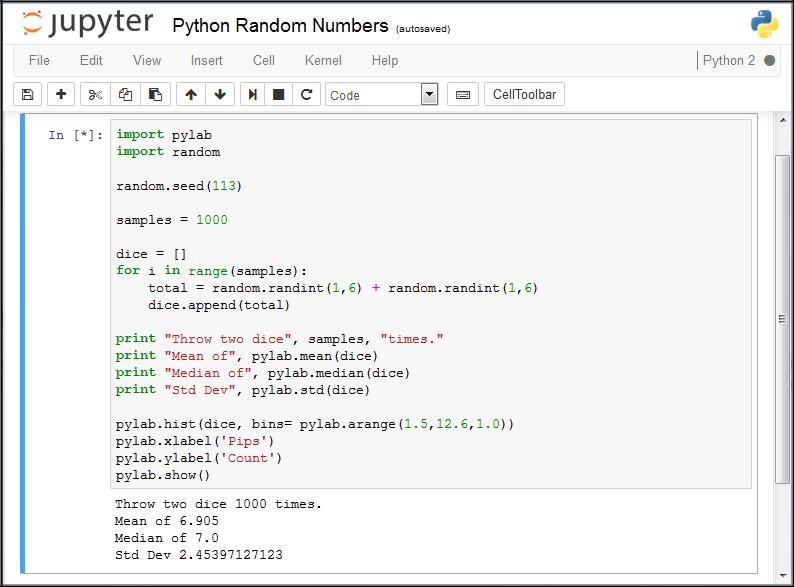 jupyter Python Random Numbers (autosaved)
File Edit View Insert Cell Kernel Help Python 2
Code CellToolbar
In [*]: import pylab
import random
random.seed(113)
samples = 1000
dice = []
for i in range(samples):
    total = random.randint(1,6) + random.randint(1,6)
    dice.append(total)
print "Throw two dice", samples, "times."
print "Mean of", pylab.mean(dice)
print "Median of", pylab.median(dice)
print "Std Dev", pylab.std(dice)
pylab.hist(dice, bins= pylab.arange(1.5,12.6,1.0))
pylab.xlabel('Pips')
pylab.ylabel('Count')
pylab.show()
Throw two dice 1000 times.
Mean of 6.905
Median of 7.0
Std Dev 2.45397127123